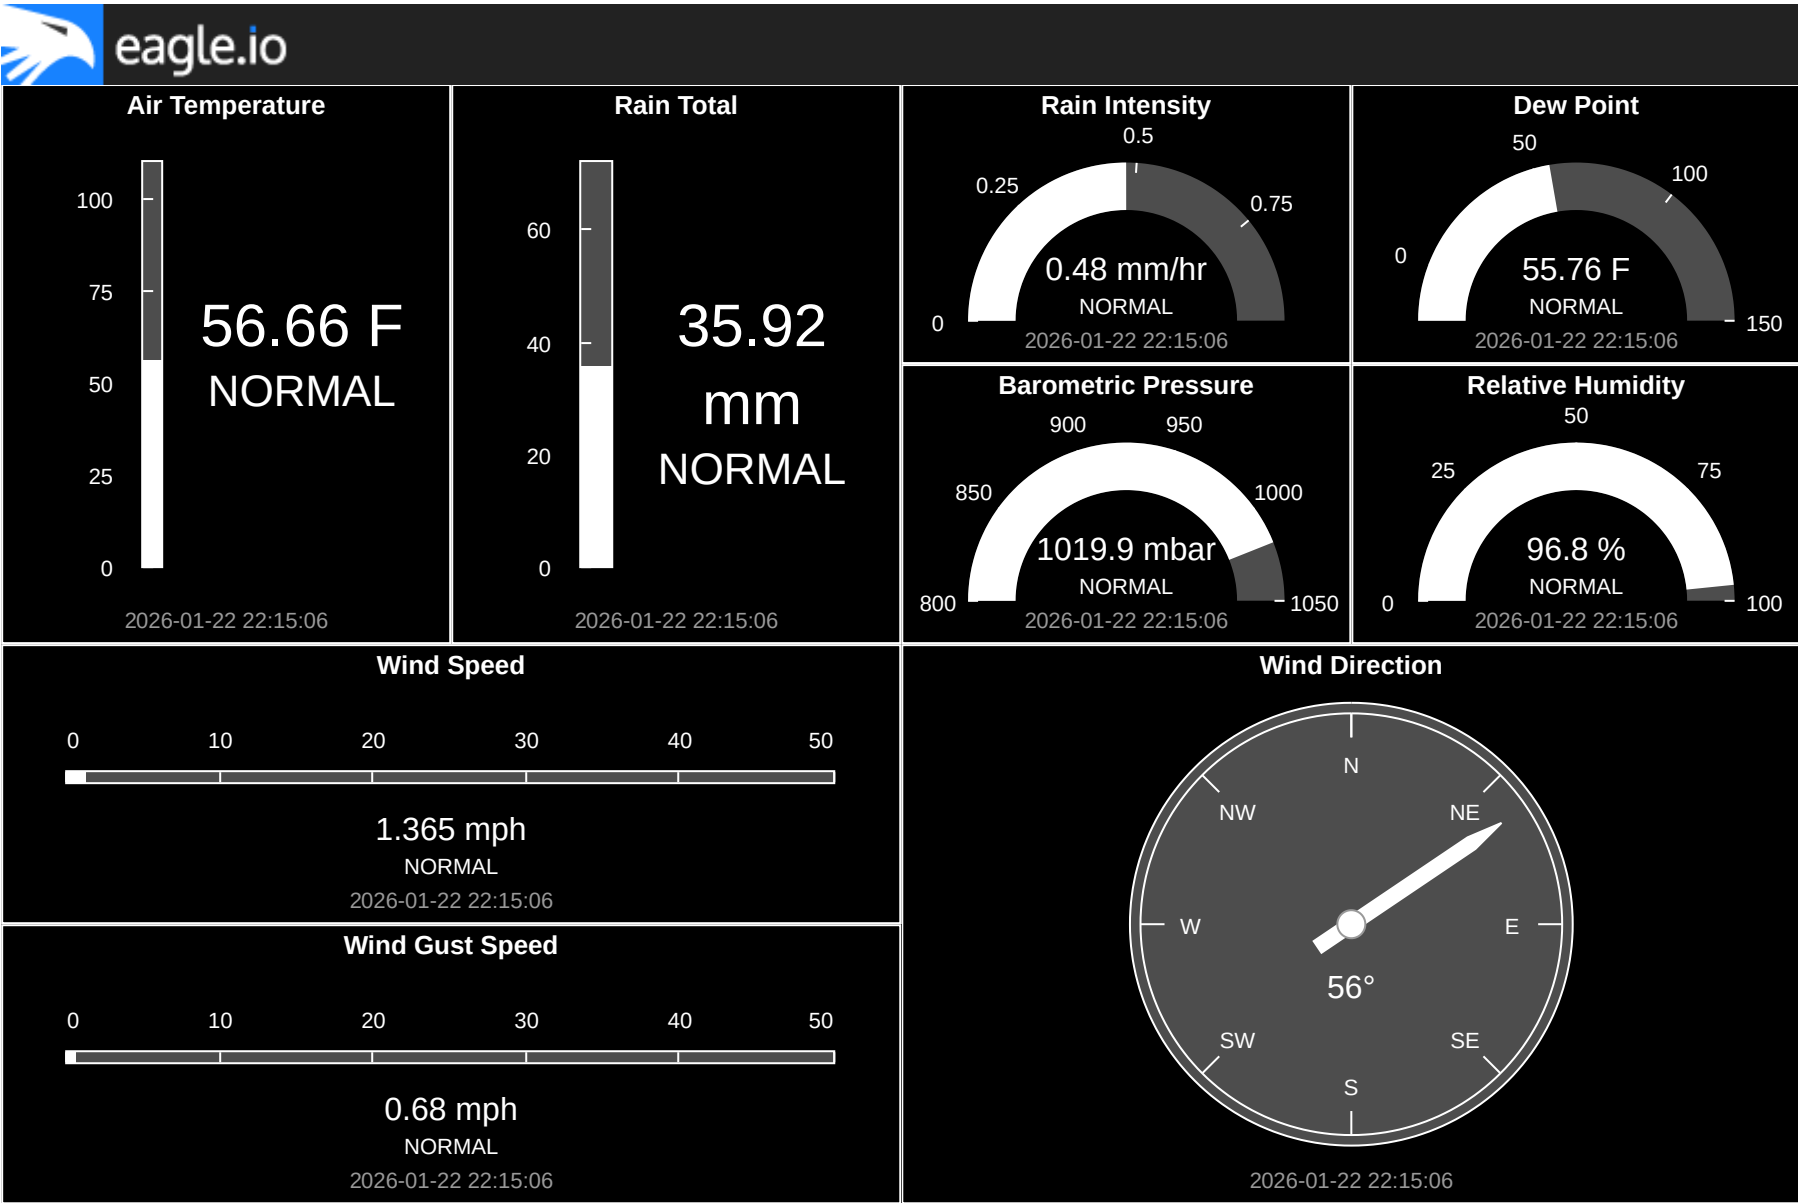 eagle.io
Air Temperature
100
75
50
25
0
56.66 F
NORMAL
2026-01-22 22:15:06
Rain Total
60
40
20
0
35.92
mm
NORMAL
2026-01-22 22:15:06
Rain Intensity
0
0.25
0.5
0.75
0.48 mm/hr
NORMAL
2026-01-22 22:15:06
Dew Point
0
50
100
150
55.76 F
NORMAL
2026-01-22 22:15:06
Barometric Pressure
800
850
900
950
1000
1050
1019.9 mbar
NORMAL
2026-01-22 22:15:06
Relative Humidity
0
25
50
75
100
96.8 %
NORMAL
2026-01-22 22:15:06
Wind Speed
0 10 20 30 40 50
1.365 mph
NORMAL
2026-01-22 22:15:06
Wind Gust Speed
0 10 20 30 40 50
0.68 mph
NORMAL
2026-01-22 22:15:06
Wind Direction
N
NW NE
W E
56°
SW SE
S
2026-01-22 22:15:06